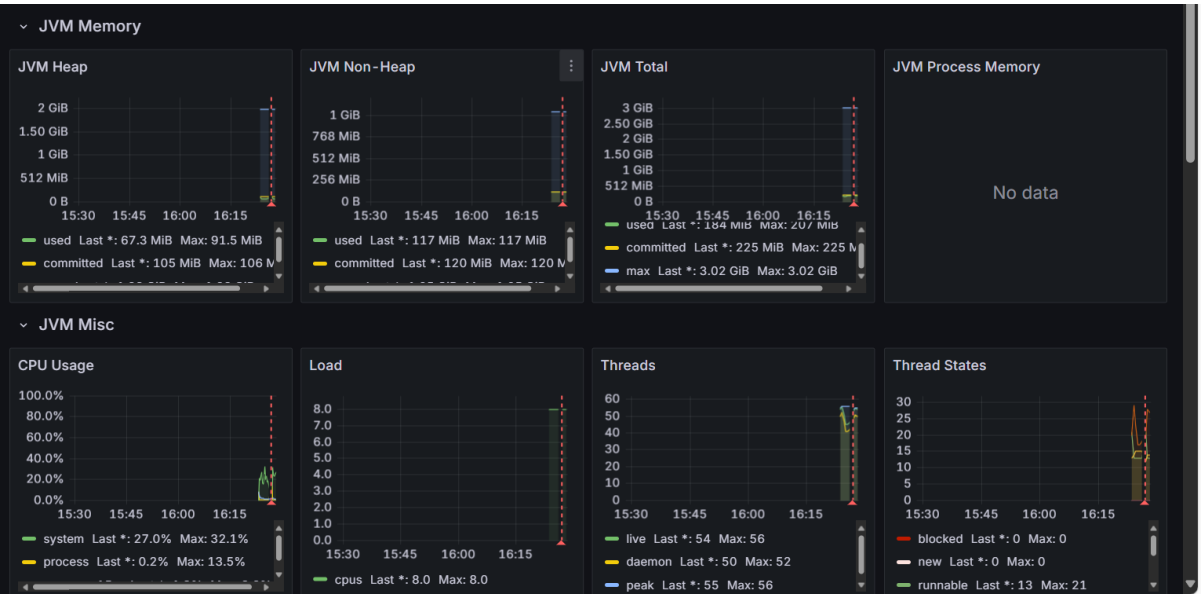 JVM Memory
JVM Heap
2 GiB
1.50 GiB
1 GiB
512 MiB
0 B
15:30 15:45 16:00 16:15
used Last *: 67.3 MiB Max: 91.5 MiB
committed Last *: 105 MiB Max: 106 M
JVM Non-Heap
1 GiB
768 MiB
512 MiB
256 MiB
0 B
15:30 15:45 16:00 16:15
used Last *: 117 MiB Max: 117 MiB
committed Last *: 120 MiB Max: 120 M
JVM Total
3 GiB
2.50 GiB
2 GiB
1.50 GiB
1 GiB
512 MiB
0 B
15:30 15:45 16:00 16:15
used Last *: 184 MiB Max: 207 MiB
committed Last *: 225 MiB Max: 225 M
max Last *: 3.02 GiB Max: 3.02 GiB
JVM Process Memory
No data
JVM Misc
CPU Usage
100.0%
80.0%
60.0%
40.0%
20.0%
0.0%
15:30 15:45 16:00 16:15
system Last *: 27.0% Max: 32.1%
process Last *: 0.2% Max: 13.5%
Load
8.0
7.0
6.0
5.0
4.0
3.0
2.0
1.0
0.0
15:30 15:45 16:00 16:15
cpus Last *: 8.0 Max: 8.0
Threads
60
50
40
30
20
10
0
15:30 15:45 16:00 16:15
live Last *: 54 Max: 56
daemon Last *: 50 Max: 52
peak Last *: 55 Max: 56
Thread States
30
25
20
15
10
5
0
15:30 15:45 16:00 16:15
blocked Last *: 0 Max: 0
new Last *: 0 Max: 0
runnable Last *: 13 Max: 21